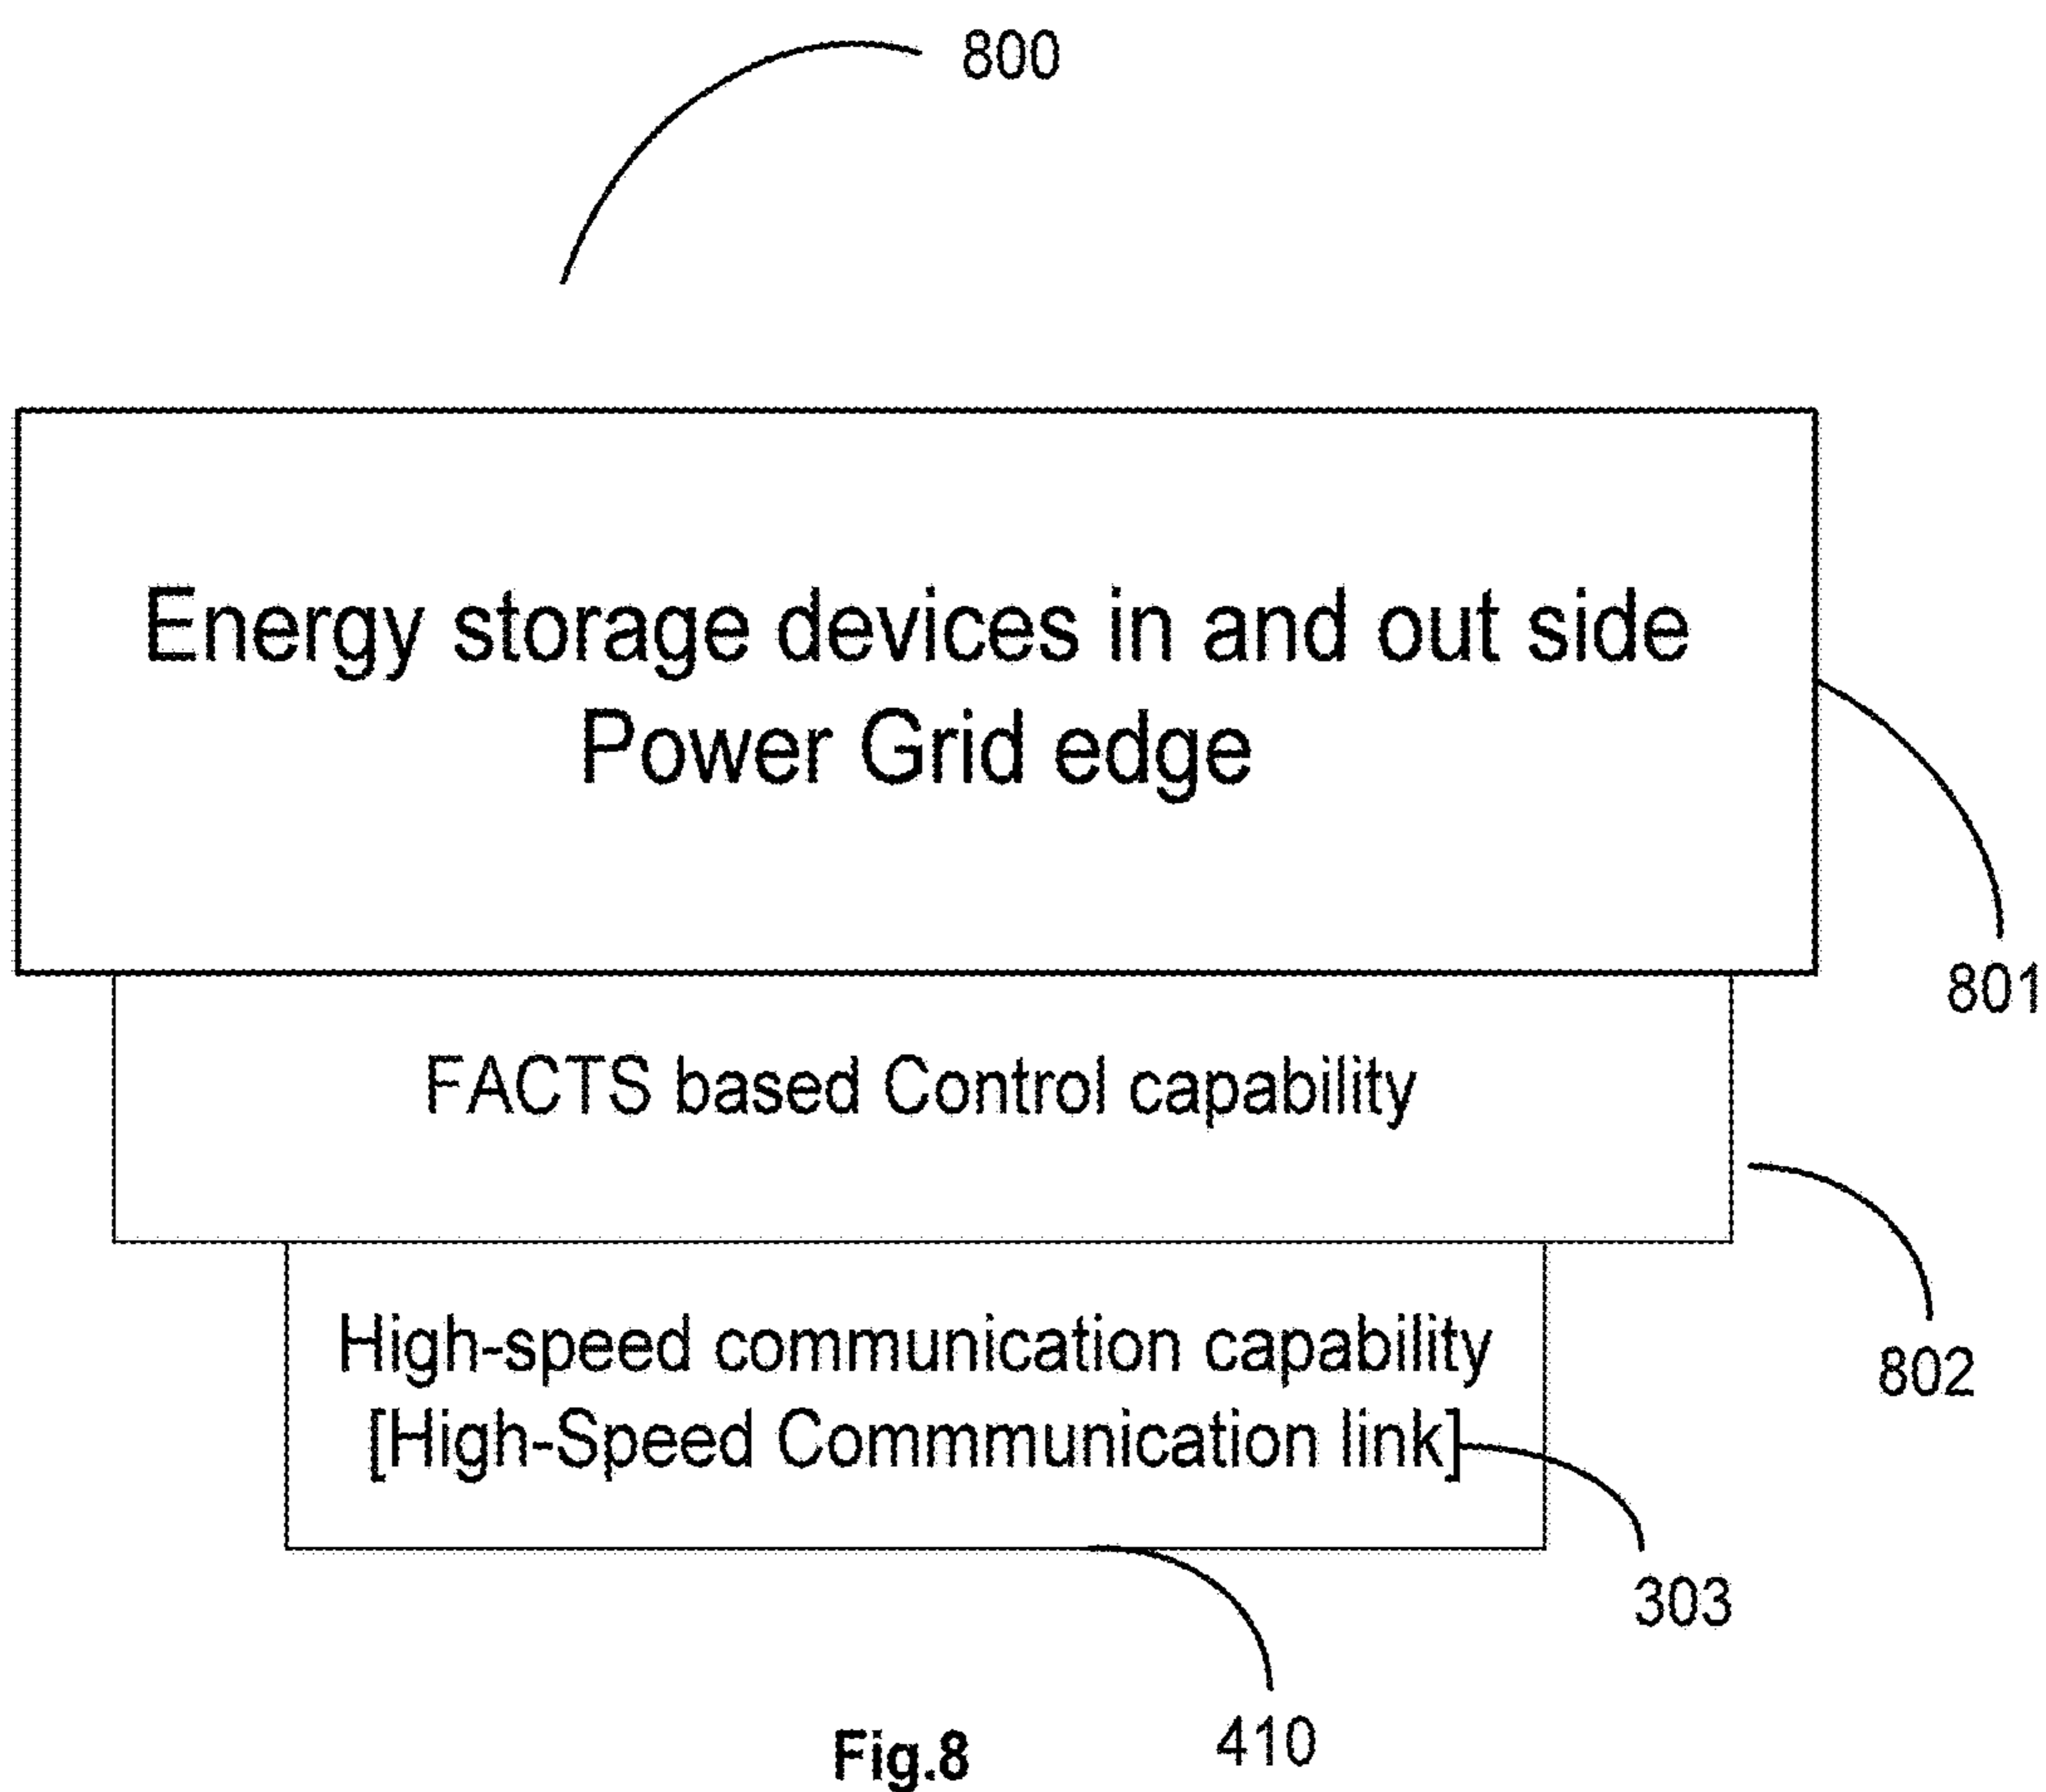 800
Energy storage devices in and out side
Power Grid edge
801
FACTS based Control capability
802
High-speed communication capability
[High-Speed Commmunication link]
303
410
Fig.8